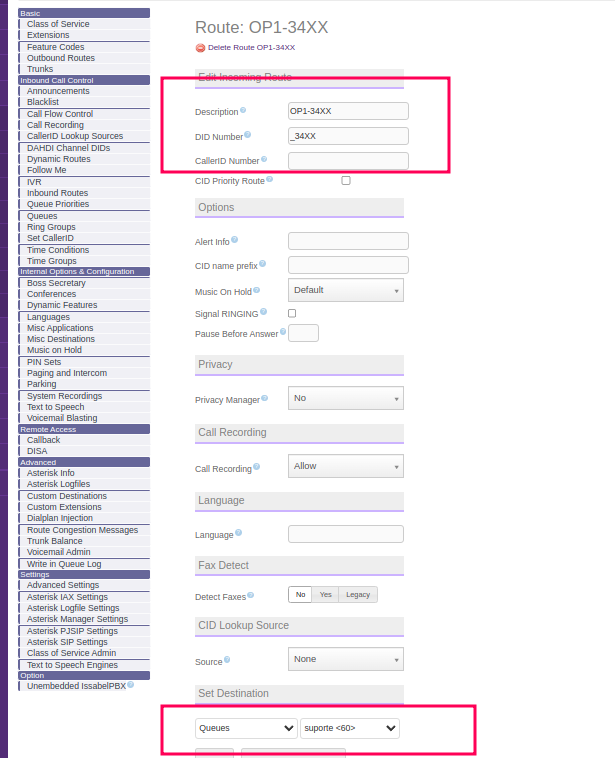 Basic
Class of Service
Extensions
Feature Codes
Outbound Routes
Trunks
Inbound Call Control
Announcements
Blacklist
Call Flow Control
Call Recording
CallerID Lookup Sources
DAHDI Channel DIDs
Dynamic Routes
Follow Me
IVR
Inbound Routes
Queue Priorities
Queues
Ring Groups
Set CallerID
Time Conditions
Time Groups
Internal Options & Configuration
Boss Secretary
Conferences
Dynamic Features
Languages
Misc Applications
Misc Destinations
Music on Hold
PIN Sets
Paging and Intercom
Parking
System Recordings
Text to Speech
Voicemail Blasting
Remote Access
Callback
DISA
Advanced
Asterisk Info
Asterisk Logfiles
Custom Destinations
Custom Extensions
Dialplan Injection
Route Congestion Messages
Trunk Balance
Voicemail Admin
Write in Queue Log
Settings
Advanced Settings
Asterisk IAX Settings
Asterisk Logfile Settings
Asterisk Manager Settings
Asterisk PJSIP Settings
Asterisk SIP Settings
Class of Service Admin
Text to Speech Engines
Option
Unembedded IssabelPBX
Route: OP1-34XX
Delete Route OP1-34XX
Edit Incoming Route
Description OP1-34XX
DID Number _34XX
CallerID Number
CID Priority Route
Options
Alert Info
CID name prefix
Music On Hold Default
Signal RINGING
Pause Before Answer
Privacy
Privacy Manager No
Call Recording
Call Recording Allow
Language
Language
Fax Detect
Detect Faxes No Yes Legacy
CID Lookup Source
Source None
Set Destination
Queues suporte <60>